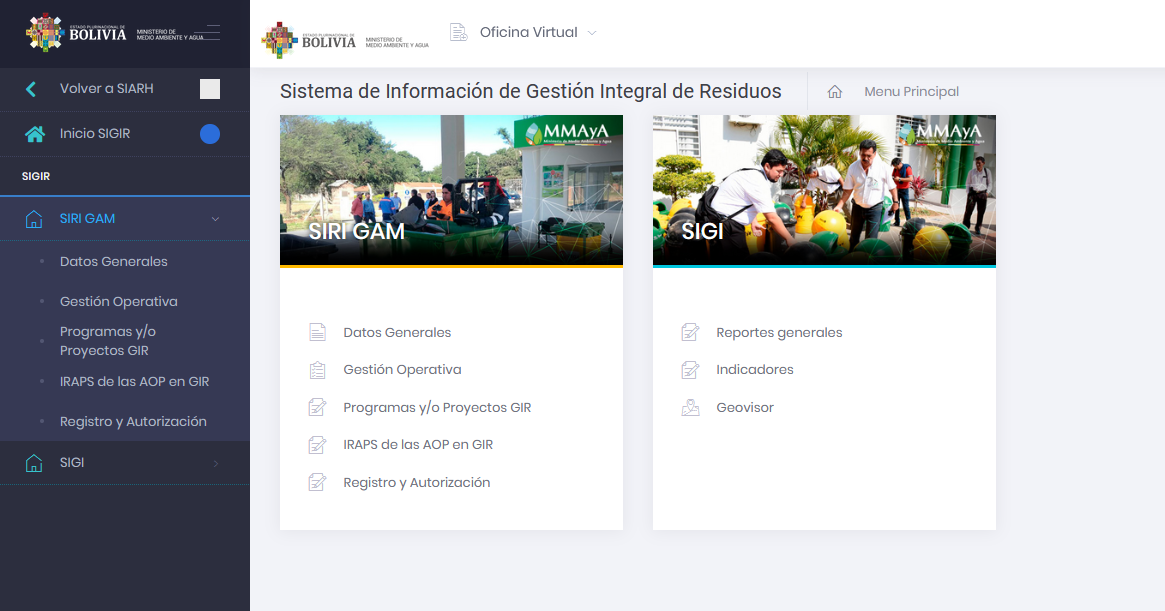 ESTADO PLURINACIONAL DE
BOLIVIA
MINISTERIO DE
MEDIO AMBIENTE Y AGUA
Volver a SIARH
Inicio SIGIR
SIGIR
SIRI GAM
Datos Generales
Gestión Operativa
Programas y/o
Proyectos GIR
IRAPS de las AOP en GIR
Registro y Autorización
SIGI
ESTADO PLURINACIONAL DE
BOLIVIA
MINISTERIO DE
MEDIO AMBIENTE Y AGUA
Oficina Virtual
Sistema de Información de Gestión Integral de Residuos
Menu Principal
MMAyA
Ministerio de Medio Ambiente y Agua
SIRI GAM
Datos Generales
Gestión Operativa
Programas y/o Proyectos GIR
IRAPS de las AOP en GIR
Registro y Autorización
MMAyA
Ministerio de Medio Ambiente y Agua
SIGI
Reportes generales
Indicadores
Geovisor